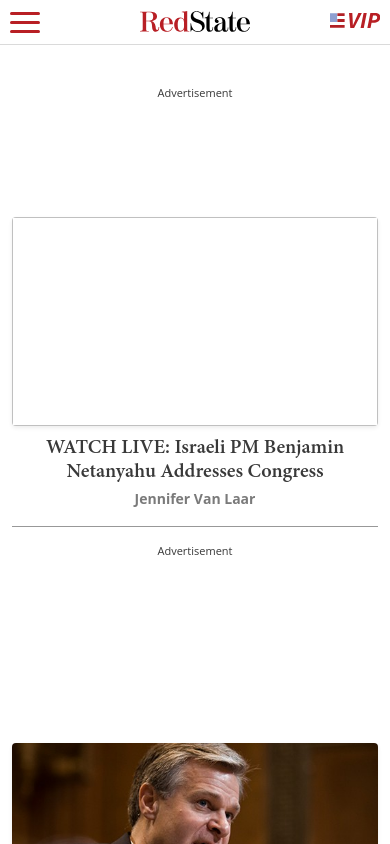 RedState
VIP
Advertisement
WATCH LIVE: Israeli PM Benjamin
Netanyahu Addresses Congress
Jennifer Van Laar
Advertisement